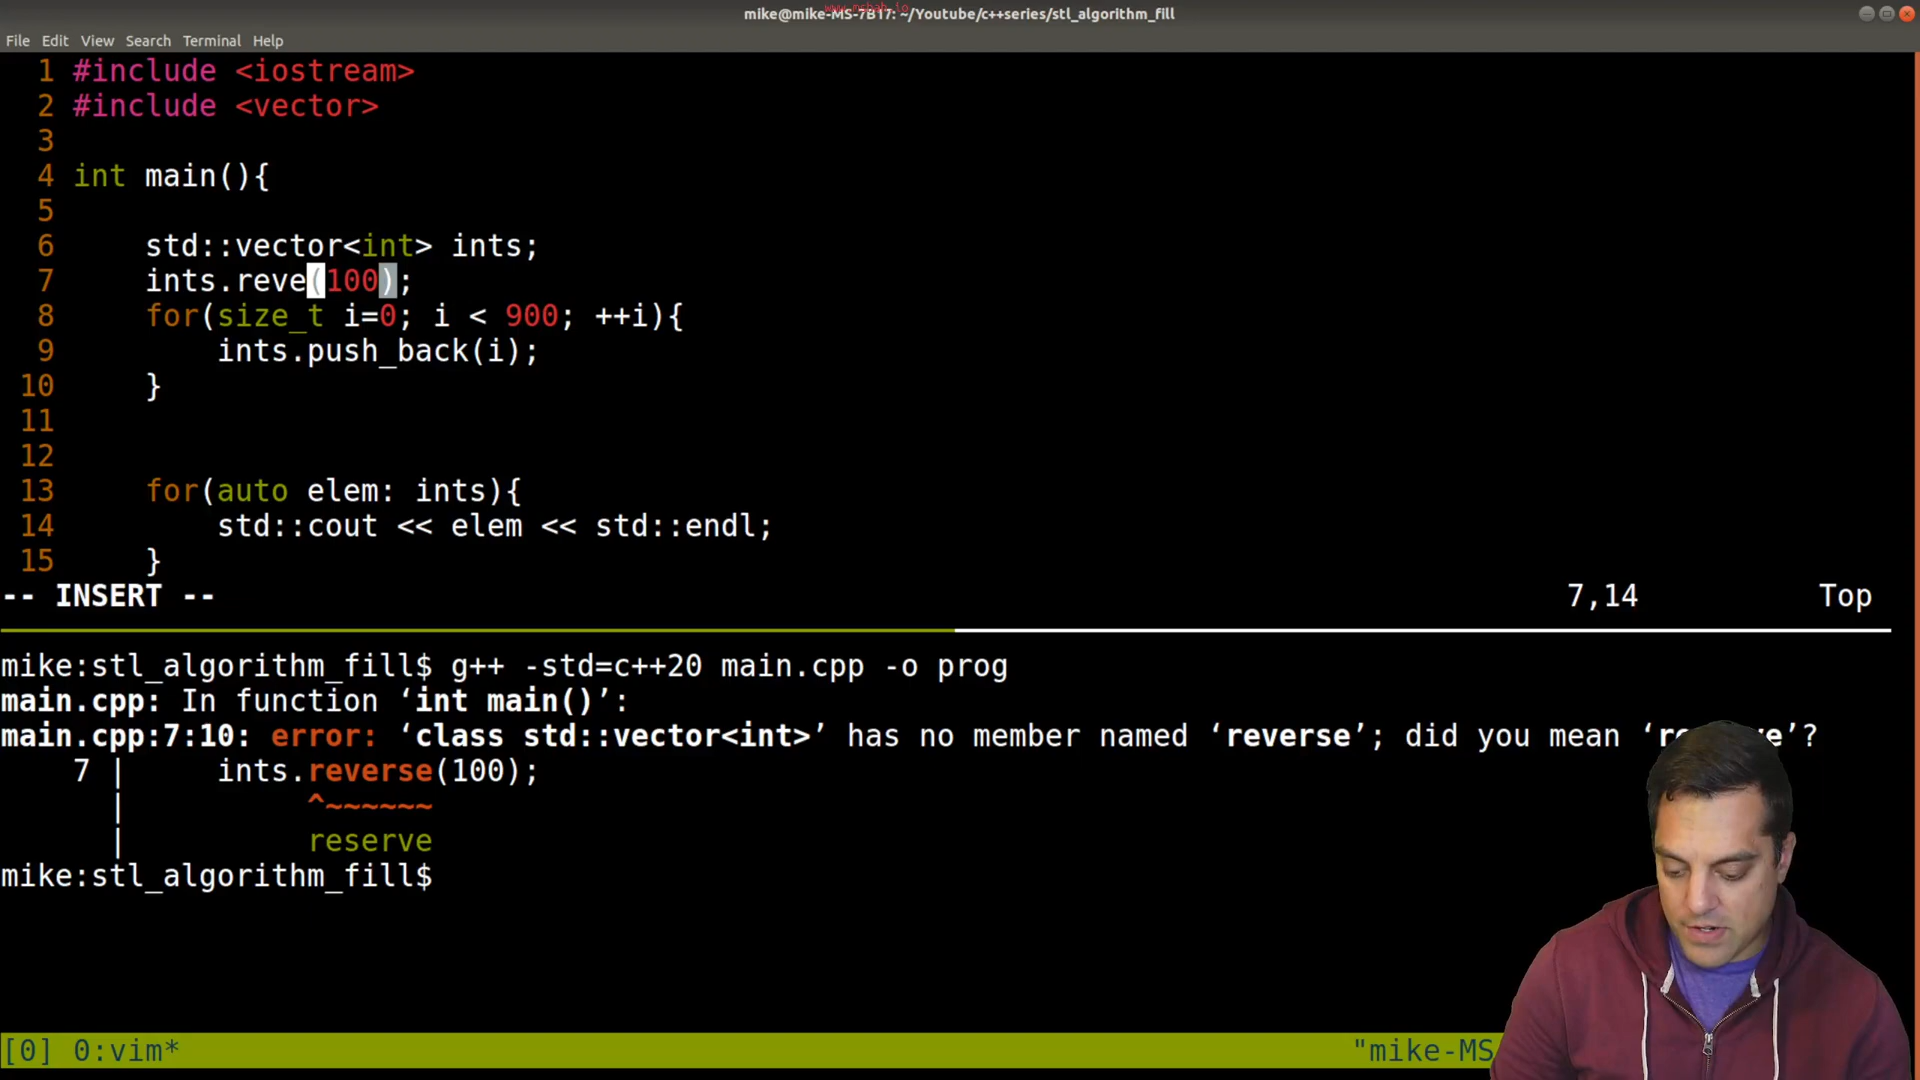 www.msbah.io
mike@mike-MS-7B17: ~/Youtube/c++series/stl_algorithm_fill
File Edit View Search Terminal Help
1 #include <iostream>
2 #include <vector>
3
4 int main(){
5
6     std::vector<int> ints;
7     ints.reve(100);
8     for(size_t i=0; i < 900; ++i){
9         ints.push_back(i);
10     }
11
12
13     for(auto elem: ints){
14         std::cout << elem << std::endl;
15     }
-- INSERT -- 7,14 Top
mike:stl_algorithm_fill$ g++ -std=c++20 main.cpp -o prog
main.cpp: In function ‘int main()’:
main.cpp:7:10: error: ‘class std::vector<int>’ has no member named ‘reverse’; did you mean ‘reserve’?
7 |     ints.reverse(100);
|          ^~~~~~~
|          reserve
mike:stl_algorithm_fill$
[0] 0:vim* "mike-MS